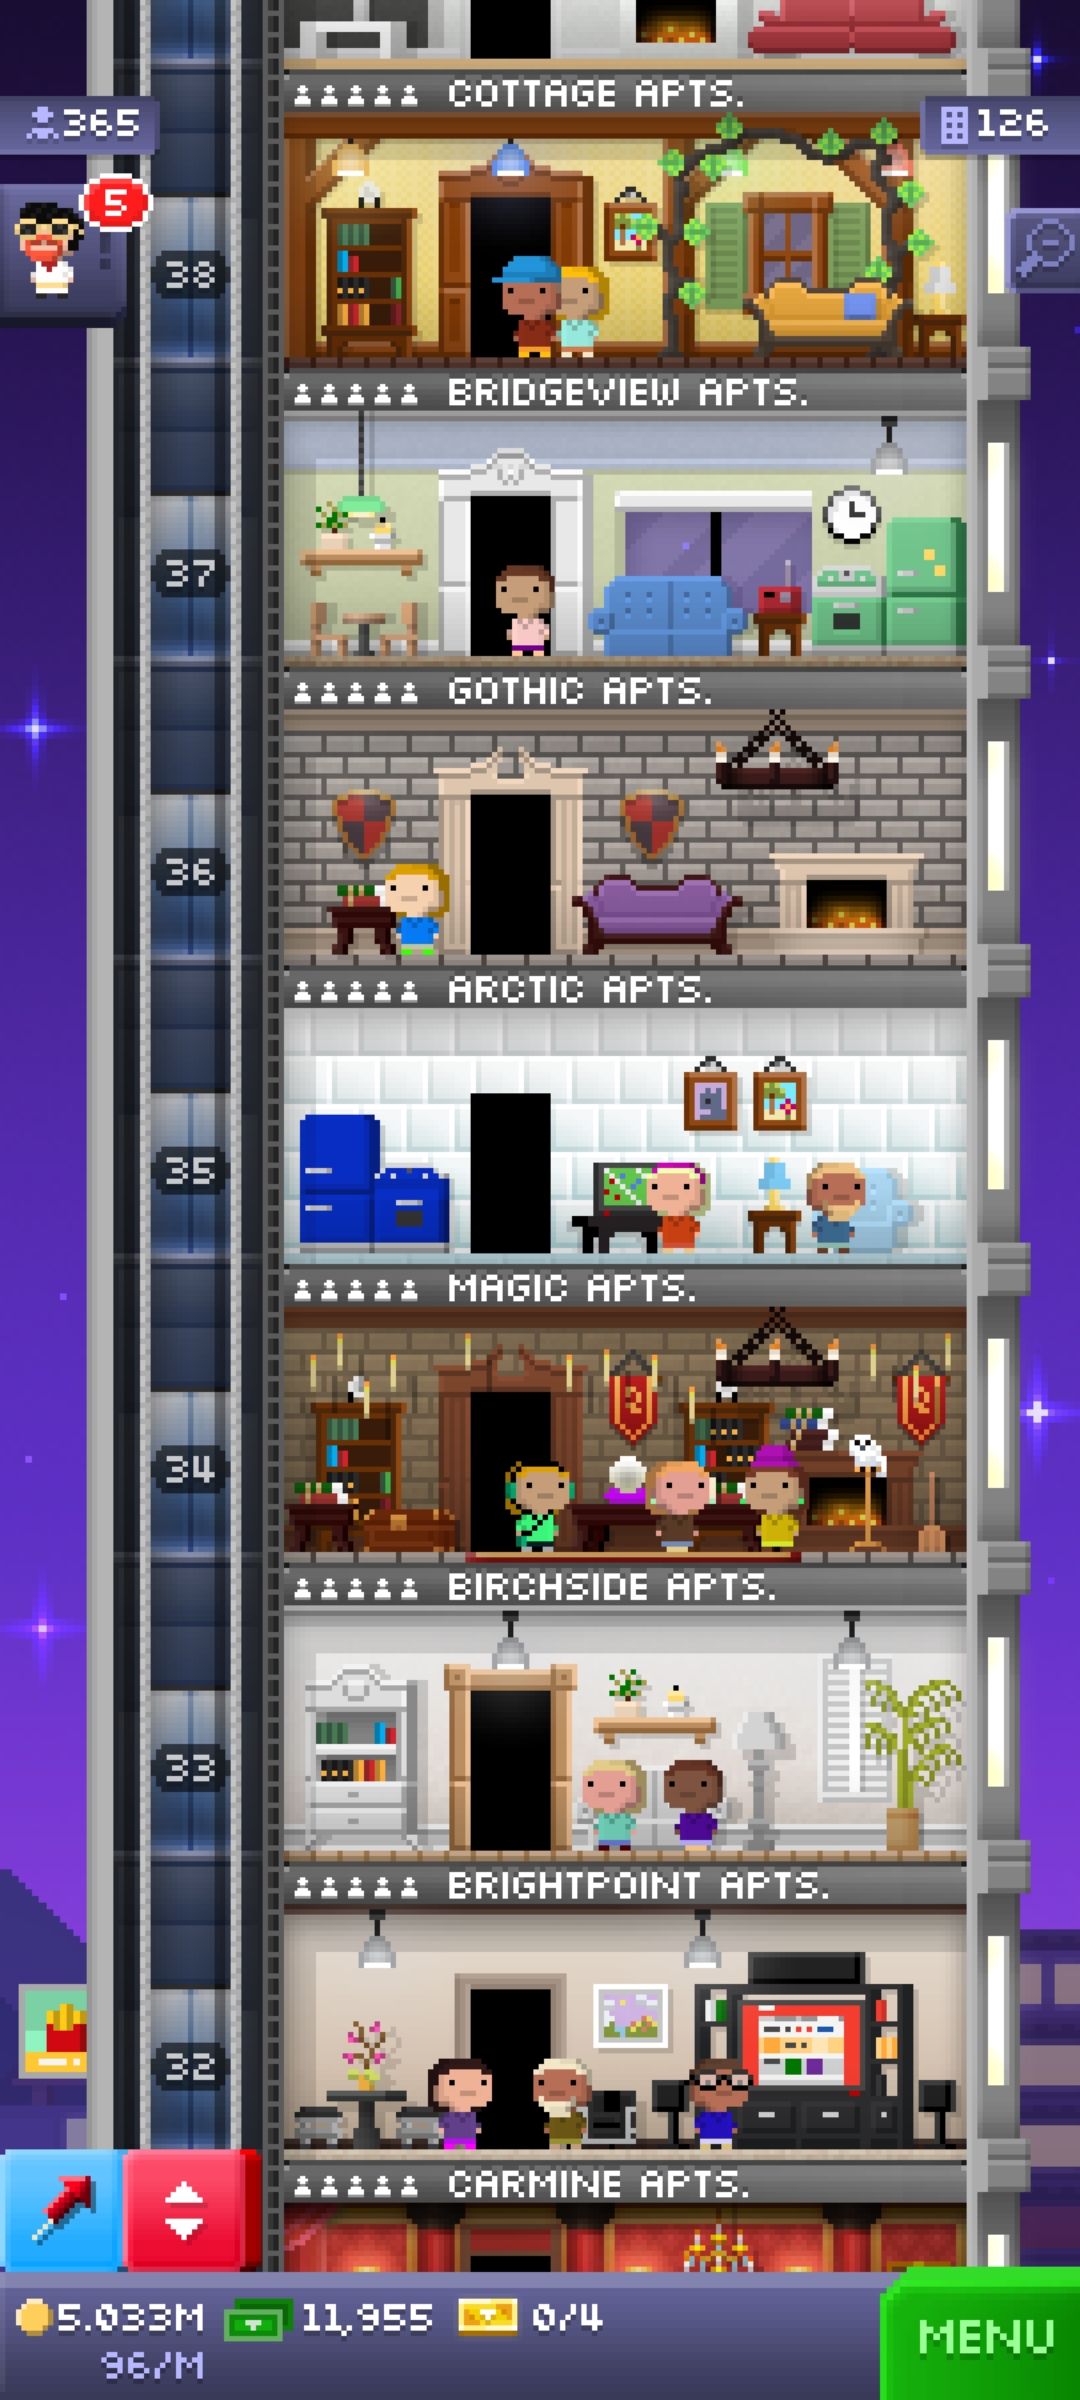 COTTAGE APTS.
365
126
5
38
BRIDGEVIEW APTS.
37
GOTHIC APTS.
36
ARCTIC APTS.
35
MAGIC APTS.
34
BIRCHSIDE APTS.
33
BRIGHTPOINT APTS.
32
CARMINE APTS.
5.033M
11,955
0/4
MENU
96/M